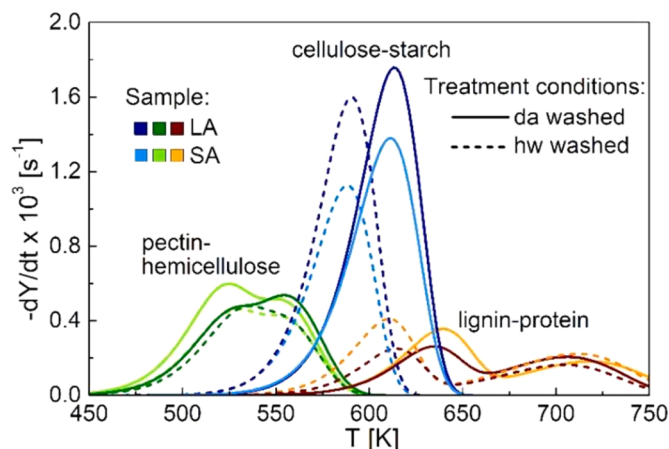 2.0
1.6
1.2
0.8
0.4
0.0
-dY/dt x 10³ [s⁻¹]
cellulose-starch
Sample:
LA
SA
Treatment conditions:
da washed
hw washed
pectin-
hemicellulose
lignin-protein
450 500 550 600 650 700 750
T [K]